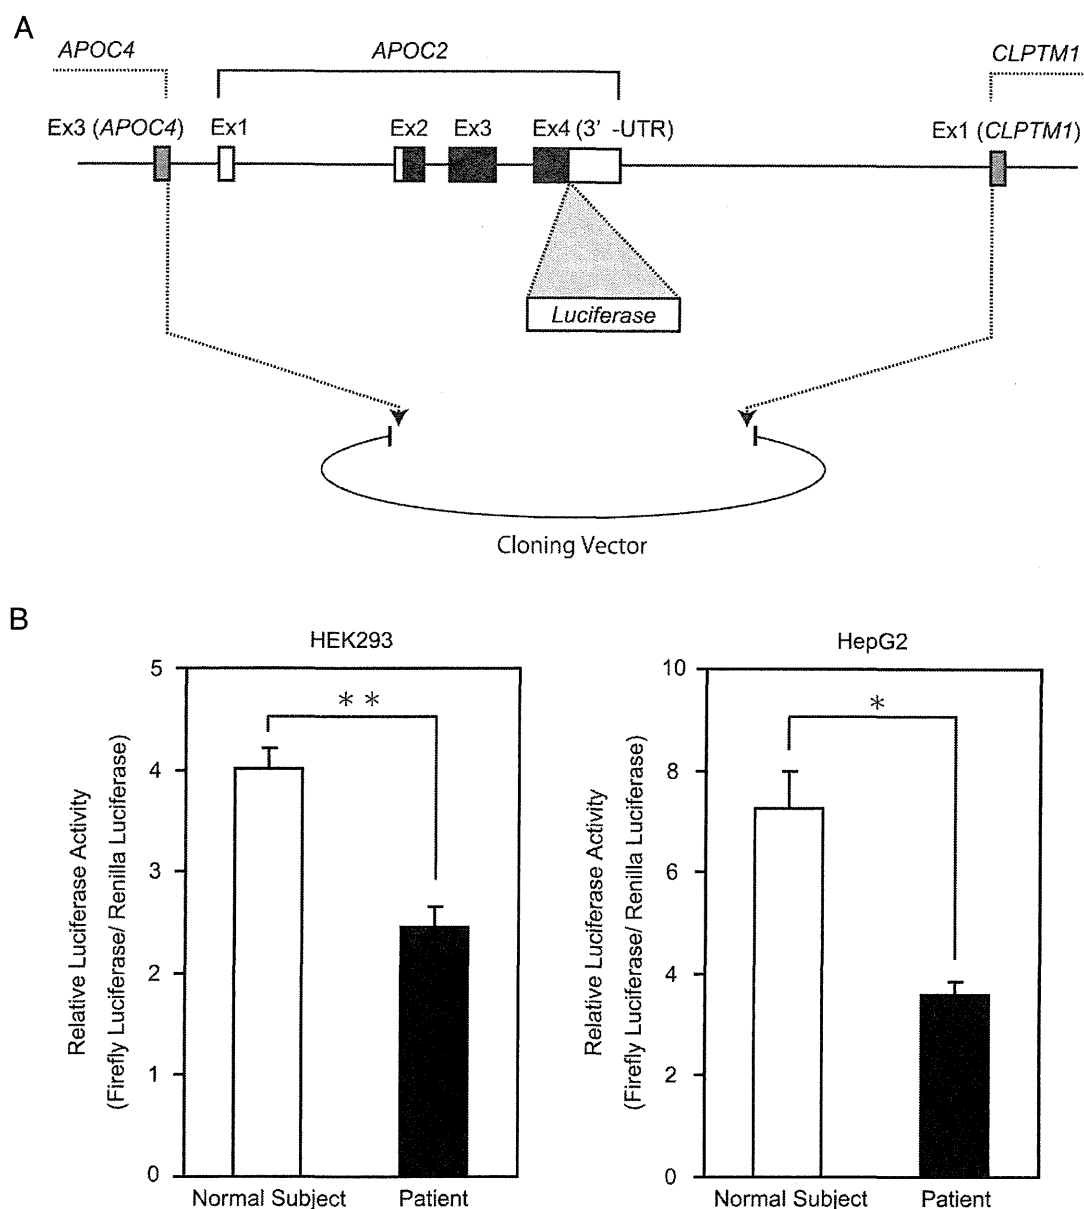 A
APOC4 APOC2 CLPTM1
Ex3 (APOC4) Ex1 Ex2 Ex3 Ex4 (3' -UTR) Ex1 (CLPTM1)
Luciferase
Cloning Vector
B
HEK293
Relative Luciferase Activity
(Firefly Luciferase/ Renilla Luciferase)
5
4
3
2
1
0
* *
Normal Subject Patient
HepG2
Relative Luciferase Activity
(Firefly Luciferase/ Renilla Luciferase)
10
8
6
4
2
0
*
Normal Subject Patient